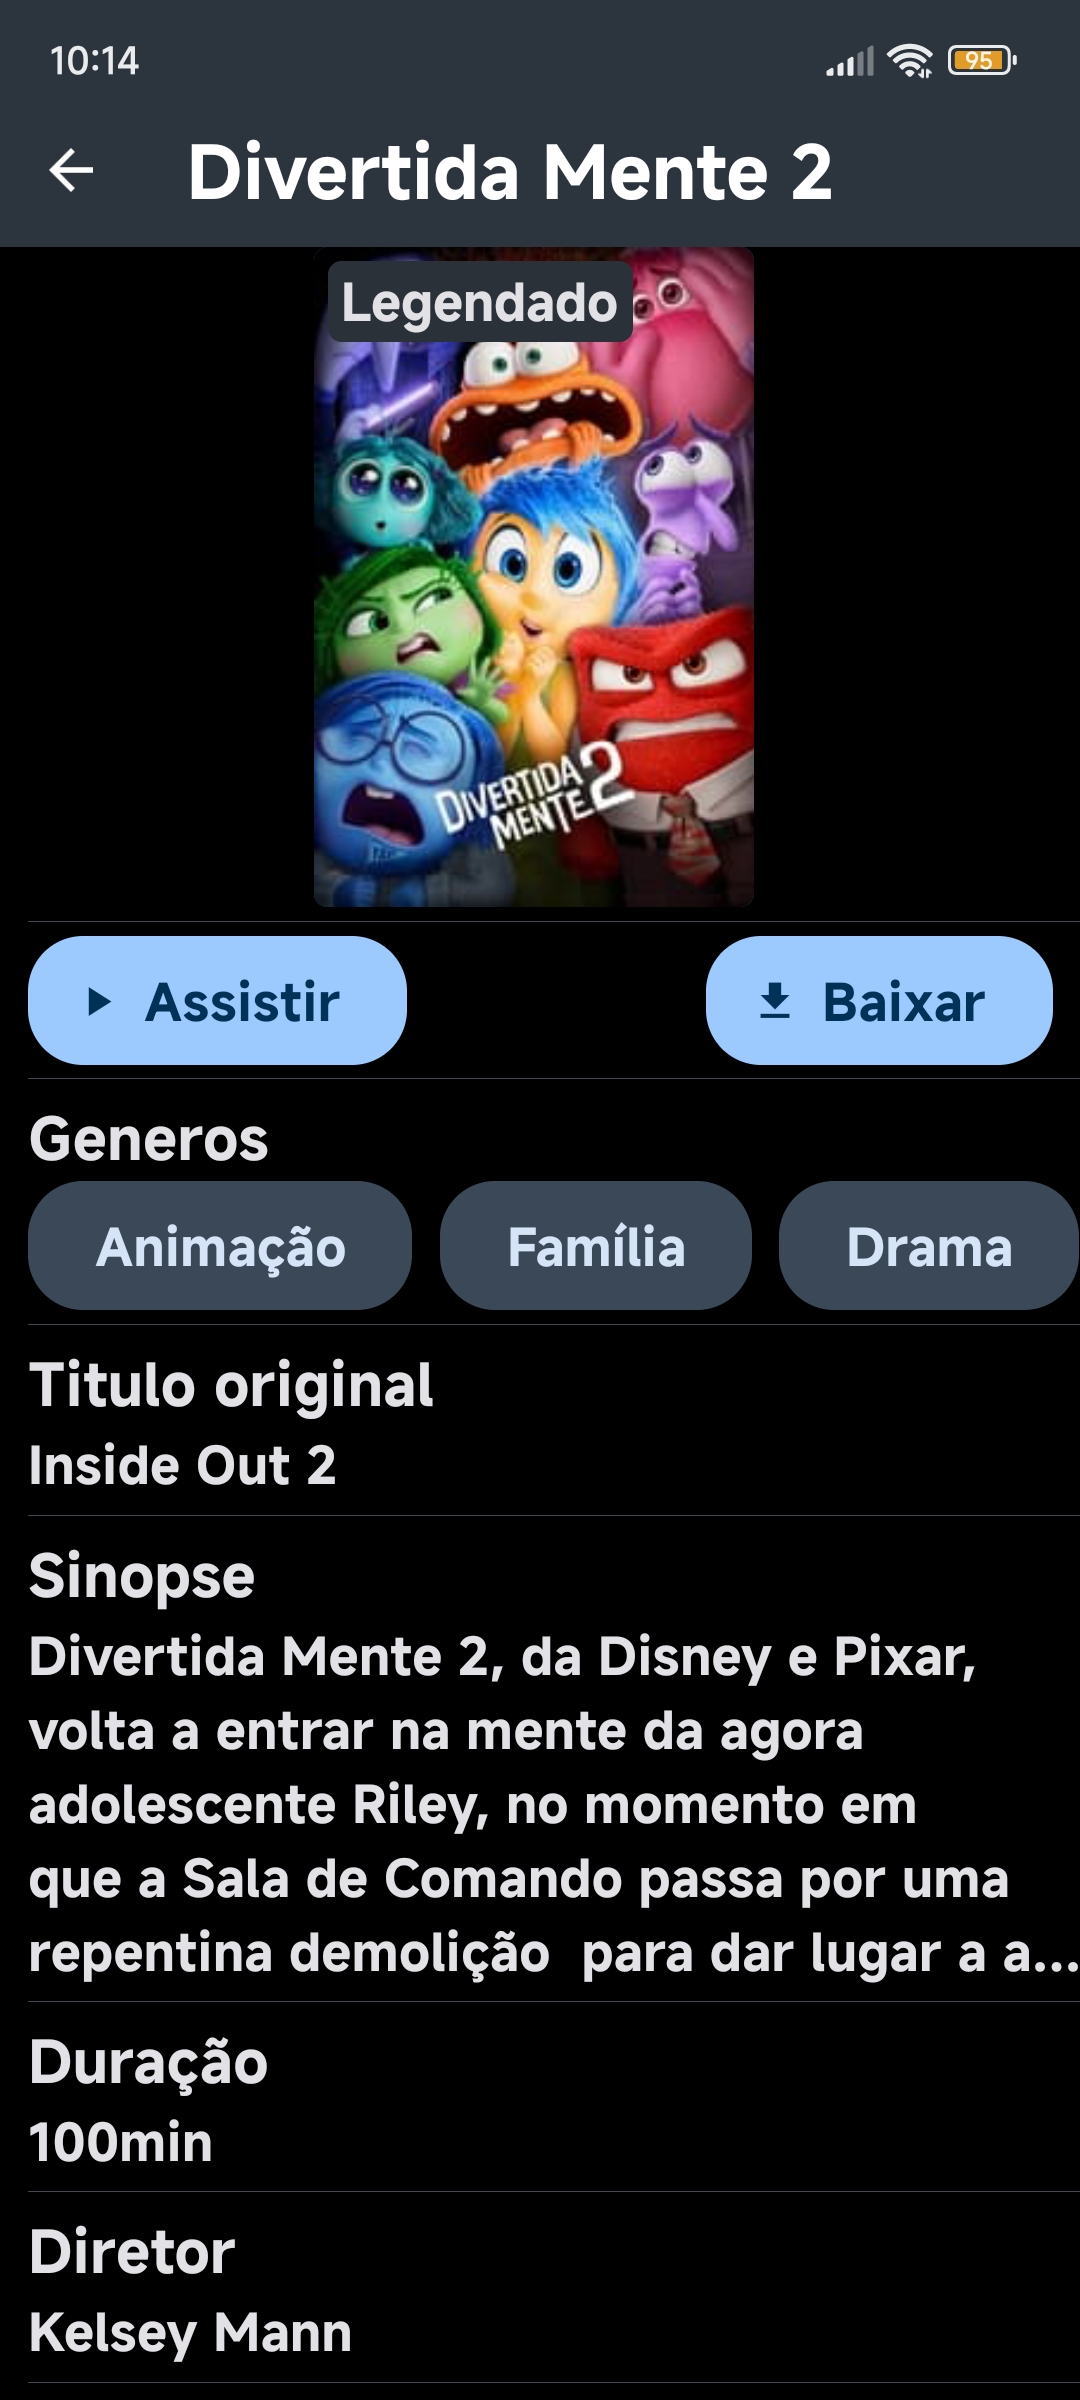 10:14
95
Divertida Mente 2
Legendado
DIVERTIDA
MENTE 2
Assistir
Baixar
Generos
Animação
Família
Drama
Titulo original
Inside Out 2
Sinopse
Divertida Mente 2, da Disney e Pixar,
volta a entrar na mente da agora
adolescente Riley, no momento em
que a Sala de Comando passa por uma
repentina demolição  para dar lugar a a...
Duração
100min
Diretor
Kelsey Mann